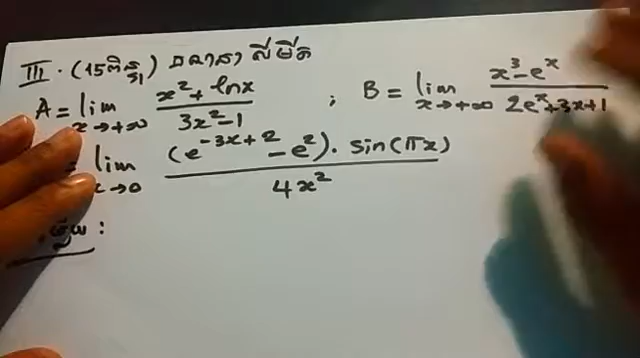 III. (15ពិន្ទុ) គណនាលីមីត
A = lim x→+∞ (x² + lnx)/(3x² - 1) ; B = lim x→+∞ (x³ - eˣ)/(2eˣ + 3x + 1)
= lim x→0 ((e^(-3x+2) - e²) . sin(πx))/(4x²)
: